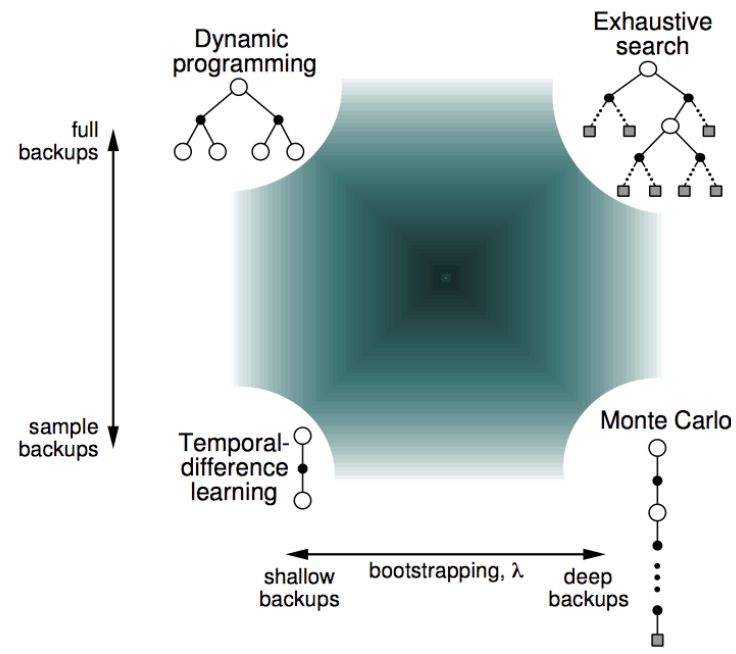 Dynamic
programming
Exhaustive
search
full
backups
sample
backups
Temporal-
difference
learning
Monte Carlo
bootstrapping, λ
shallow
backups
deep
backups